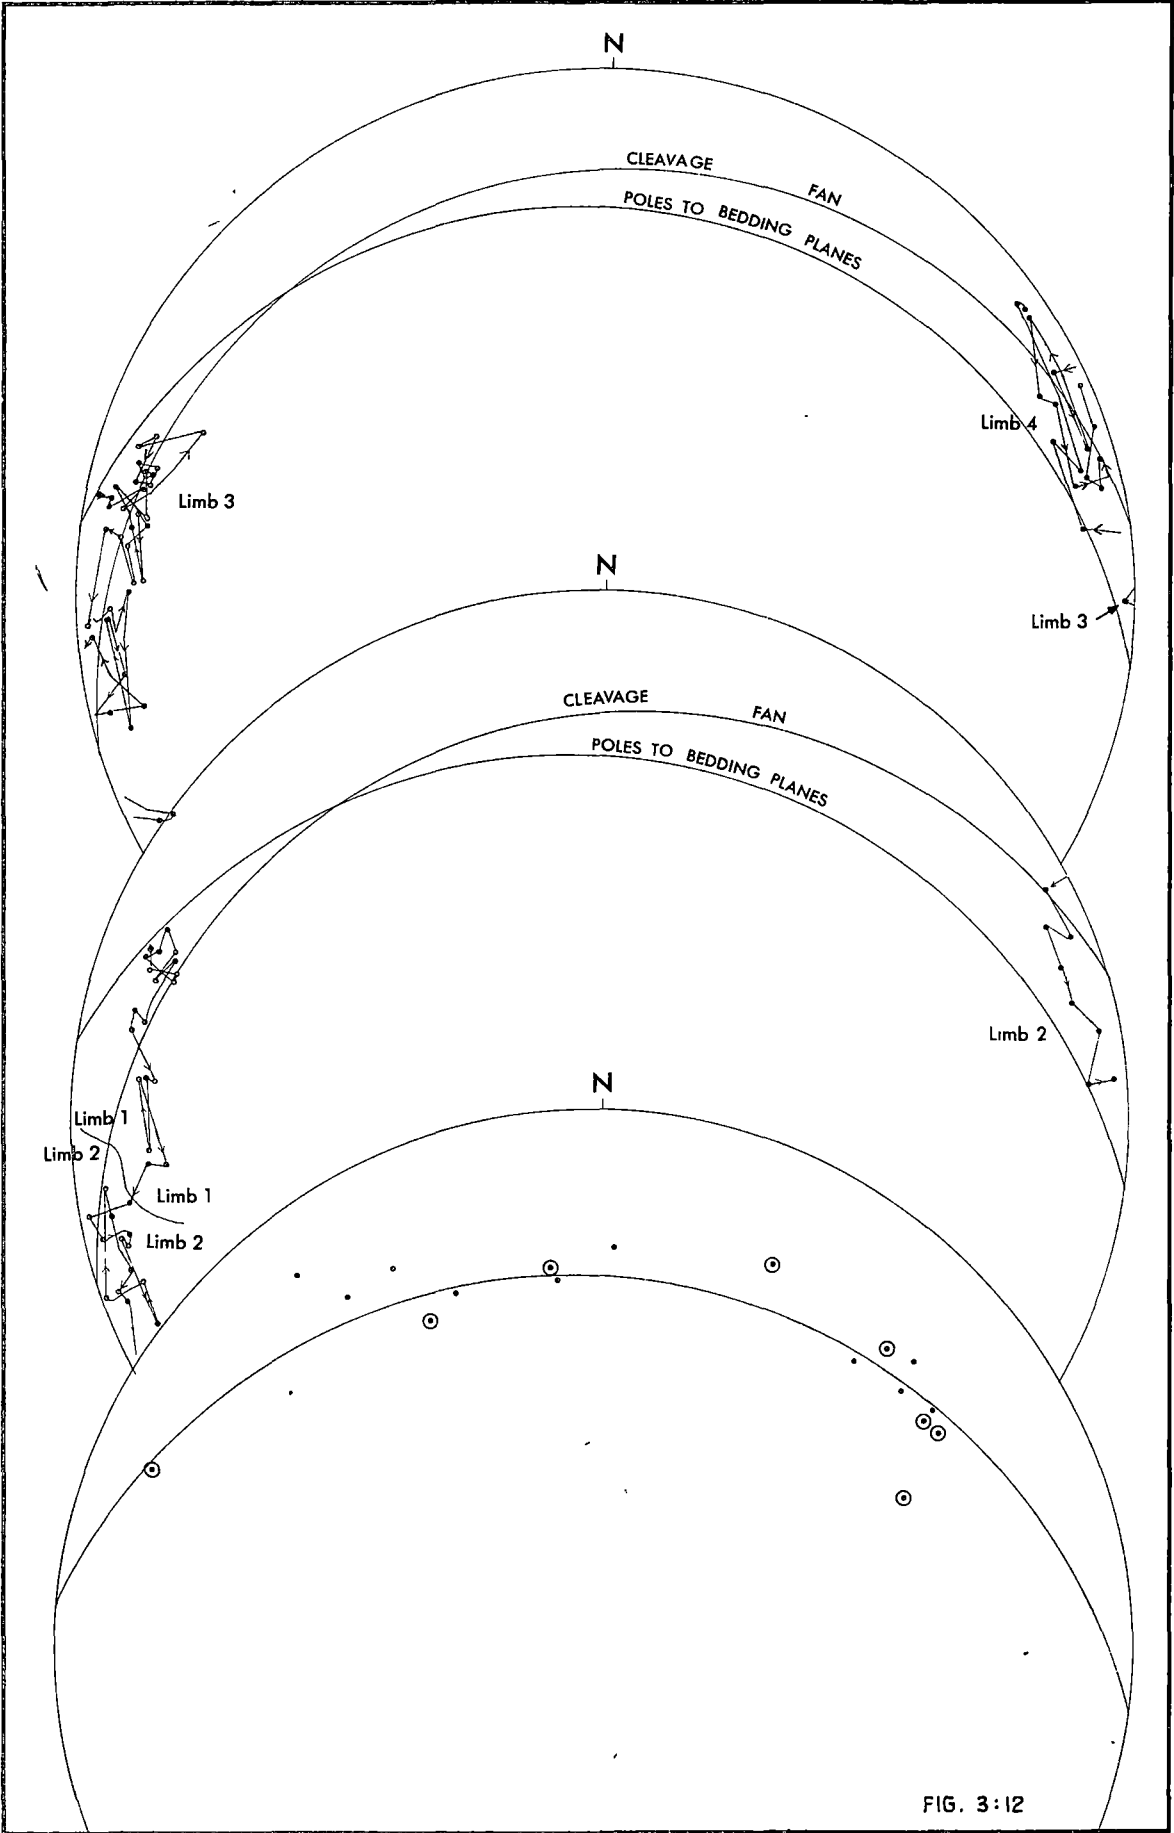 N
CLEAVAGE FAN
POLES TO BEDDING PLANES
Limb 4
Limb 3
Limb 3
N
CLEAVAGE FAN
POLES TO BEDDING PLANES
Limb 2
N
Limb 1
Limb 2
Limb 1
Limb 2
FIG. 3:12